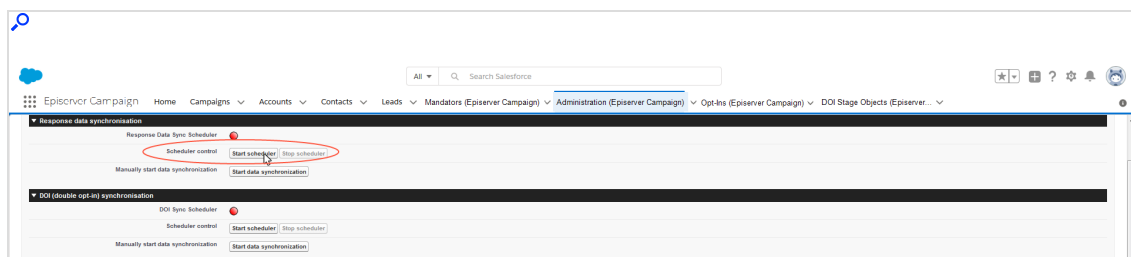 All Search Salesforce
Episerver Campaign Home Campaigns Accounts Contacts Leads Mandators (Episerver Campaign) Administration (Episerver Campaign) Opt-Ins (Episerver Campaign) DOI Stage Objects (Episerver...
Response data synchronisation
Response Data Sync Scheduler
Scheduler control Start scheduler Stop scheduler
Manually start data synchronization Start data synchronization
DOI (double opt-in) synchronisation
DOI Sync Scheduler
Scheduler control Start scheduler Stop scheduler
Manually start data synchronization Start data synchronization